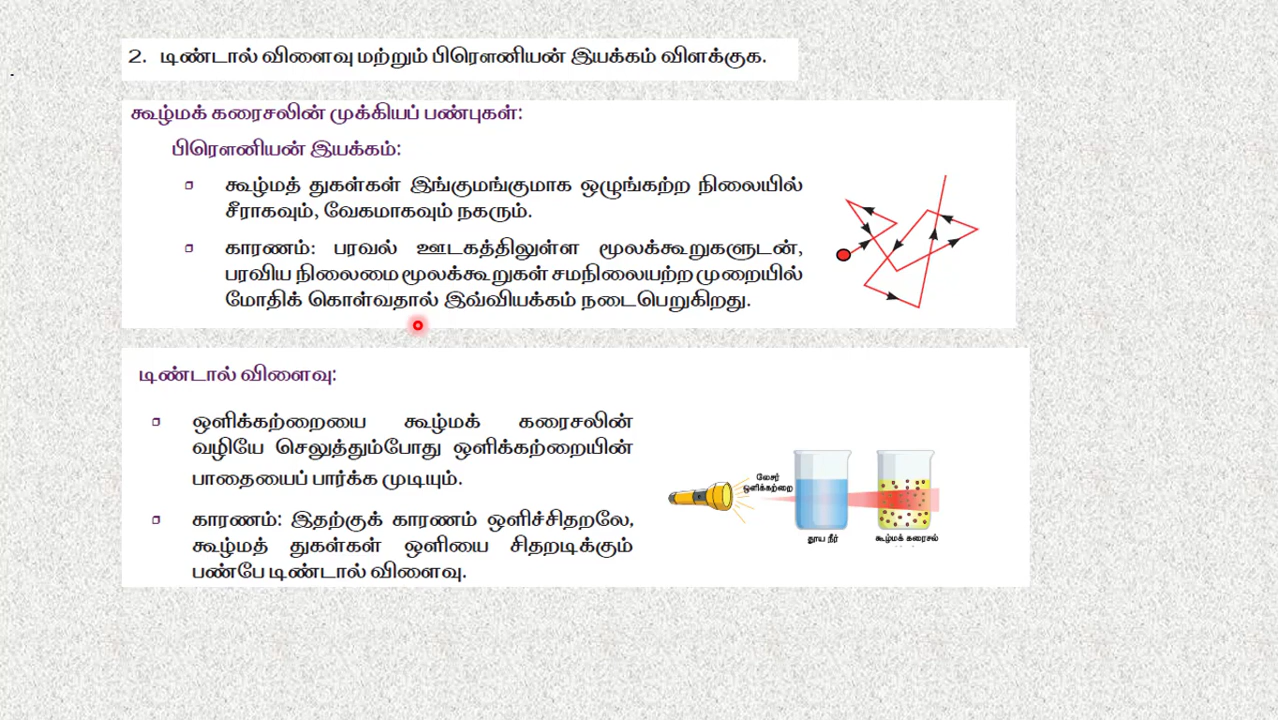 2. டிண்டால் விளைவு மற்றும் பிரௌனியன் இயக்கம் விளக்குக.
கூழ்மக் கரைசலின் முக்கியப் பண்புகள்:
பிரௌனியன் இயக்கம்:
கூழ்மத் துகள்கள் இங்குமங்குமாக ஒழுங்கற்ற நிலையில்
சீராகவும், வேகமாகவும் நகரும்.
காரணம்: பரவல் ஊடகத்திலுள்ள மூலக்கூறுகளுடன்,
பரவிய நிலைமை மூலக்கூறுகள் சமநிலையற்ற முறையில்
மோதிக் கொள்வதால் இவ்வியக்கம் நடைபெறுகிறது.
டிண்டால் விளைவு:
ஒளிக்கற்றையை கூழ்மக் கரைசலின்
வழியே செலுத்தும்போது ஒளிக்கற்றையின்
பாதையைப் பார்க்க முடியும்.
காரணம்: இதற்குக் காரணம் ஒளிச்சிதறலே,
கூழ்மத் துகள்கள் ஒளியை சிதறடிக்கும்
பண்பே டிண்டால் விளைவு.
லேசர்
ஒளிக்கற்றை
தூய நீர்
கூழ்மக் கரைசல்